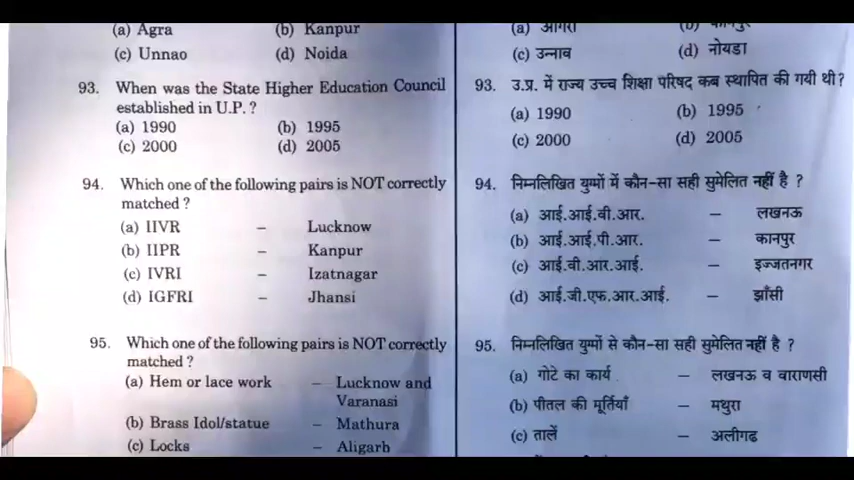 (a) Agra (b) Kanpur
(c) Unnao (d) Noida
93. When was the State Higher Education Council
established in U.P. ?
(a) 1990 (b) 1995
(c) 2000 (d) 2005
94. Which one of the following pairs is NOT correctly
matched ?
(a) IIVR – Lucknow
(b) IIPR – Kanpur
(c) IVRI – Izatnagar
(d) IGFRI – Jhansi
95. Which one of the following pairs is NOT correctly
matched ?
(a) Hem or lace work – Lucknow and
Varanasi
(b) Brass Idol/statue – Mathura
(c) Locks – Aligarh
(a) आगरा (b) कानपुर
(c) उन्नाव (d) नोयडा
93. उ.प्र. में राज्य उच्च शिक्षा परिषद कब स्थापित की गयी थी ?
(a) 1990 (b) 1995
(c) 2000 (d) 2005
94. निम्नलिखित युग्मों में कौन-सा सही सुमेलित नहीं है ?
(a) आई.आई.वी.आर. – लखनऊ
(b) आई.आई.पी.आर. – कानपुर
(c) आई.वी.आर.आई. – इज्जतनगर
(d) आई.जी.एफ.आर.आई. – झाँसी
95. निम्नलिखित युग्मों से कौन-सा सही सुमेलित नहीं है ?
(a) गोटे का कार्य – लखनऊ व वाराणसी
(b) पीतल की मूर्तियाँ – मथुरा
(c) तालें – अलीगढ